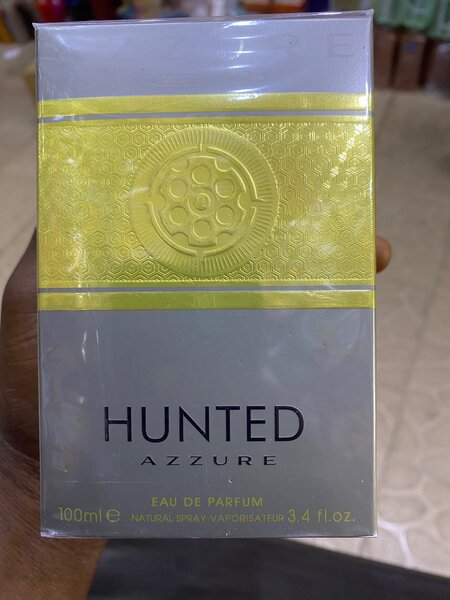 HUNTED
AZZURE
EAU DE PARFUM
100ml e NATURAL SPRAY-VAPORISATEUR 3.4 fl.oz.